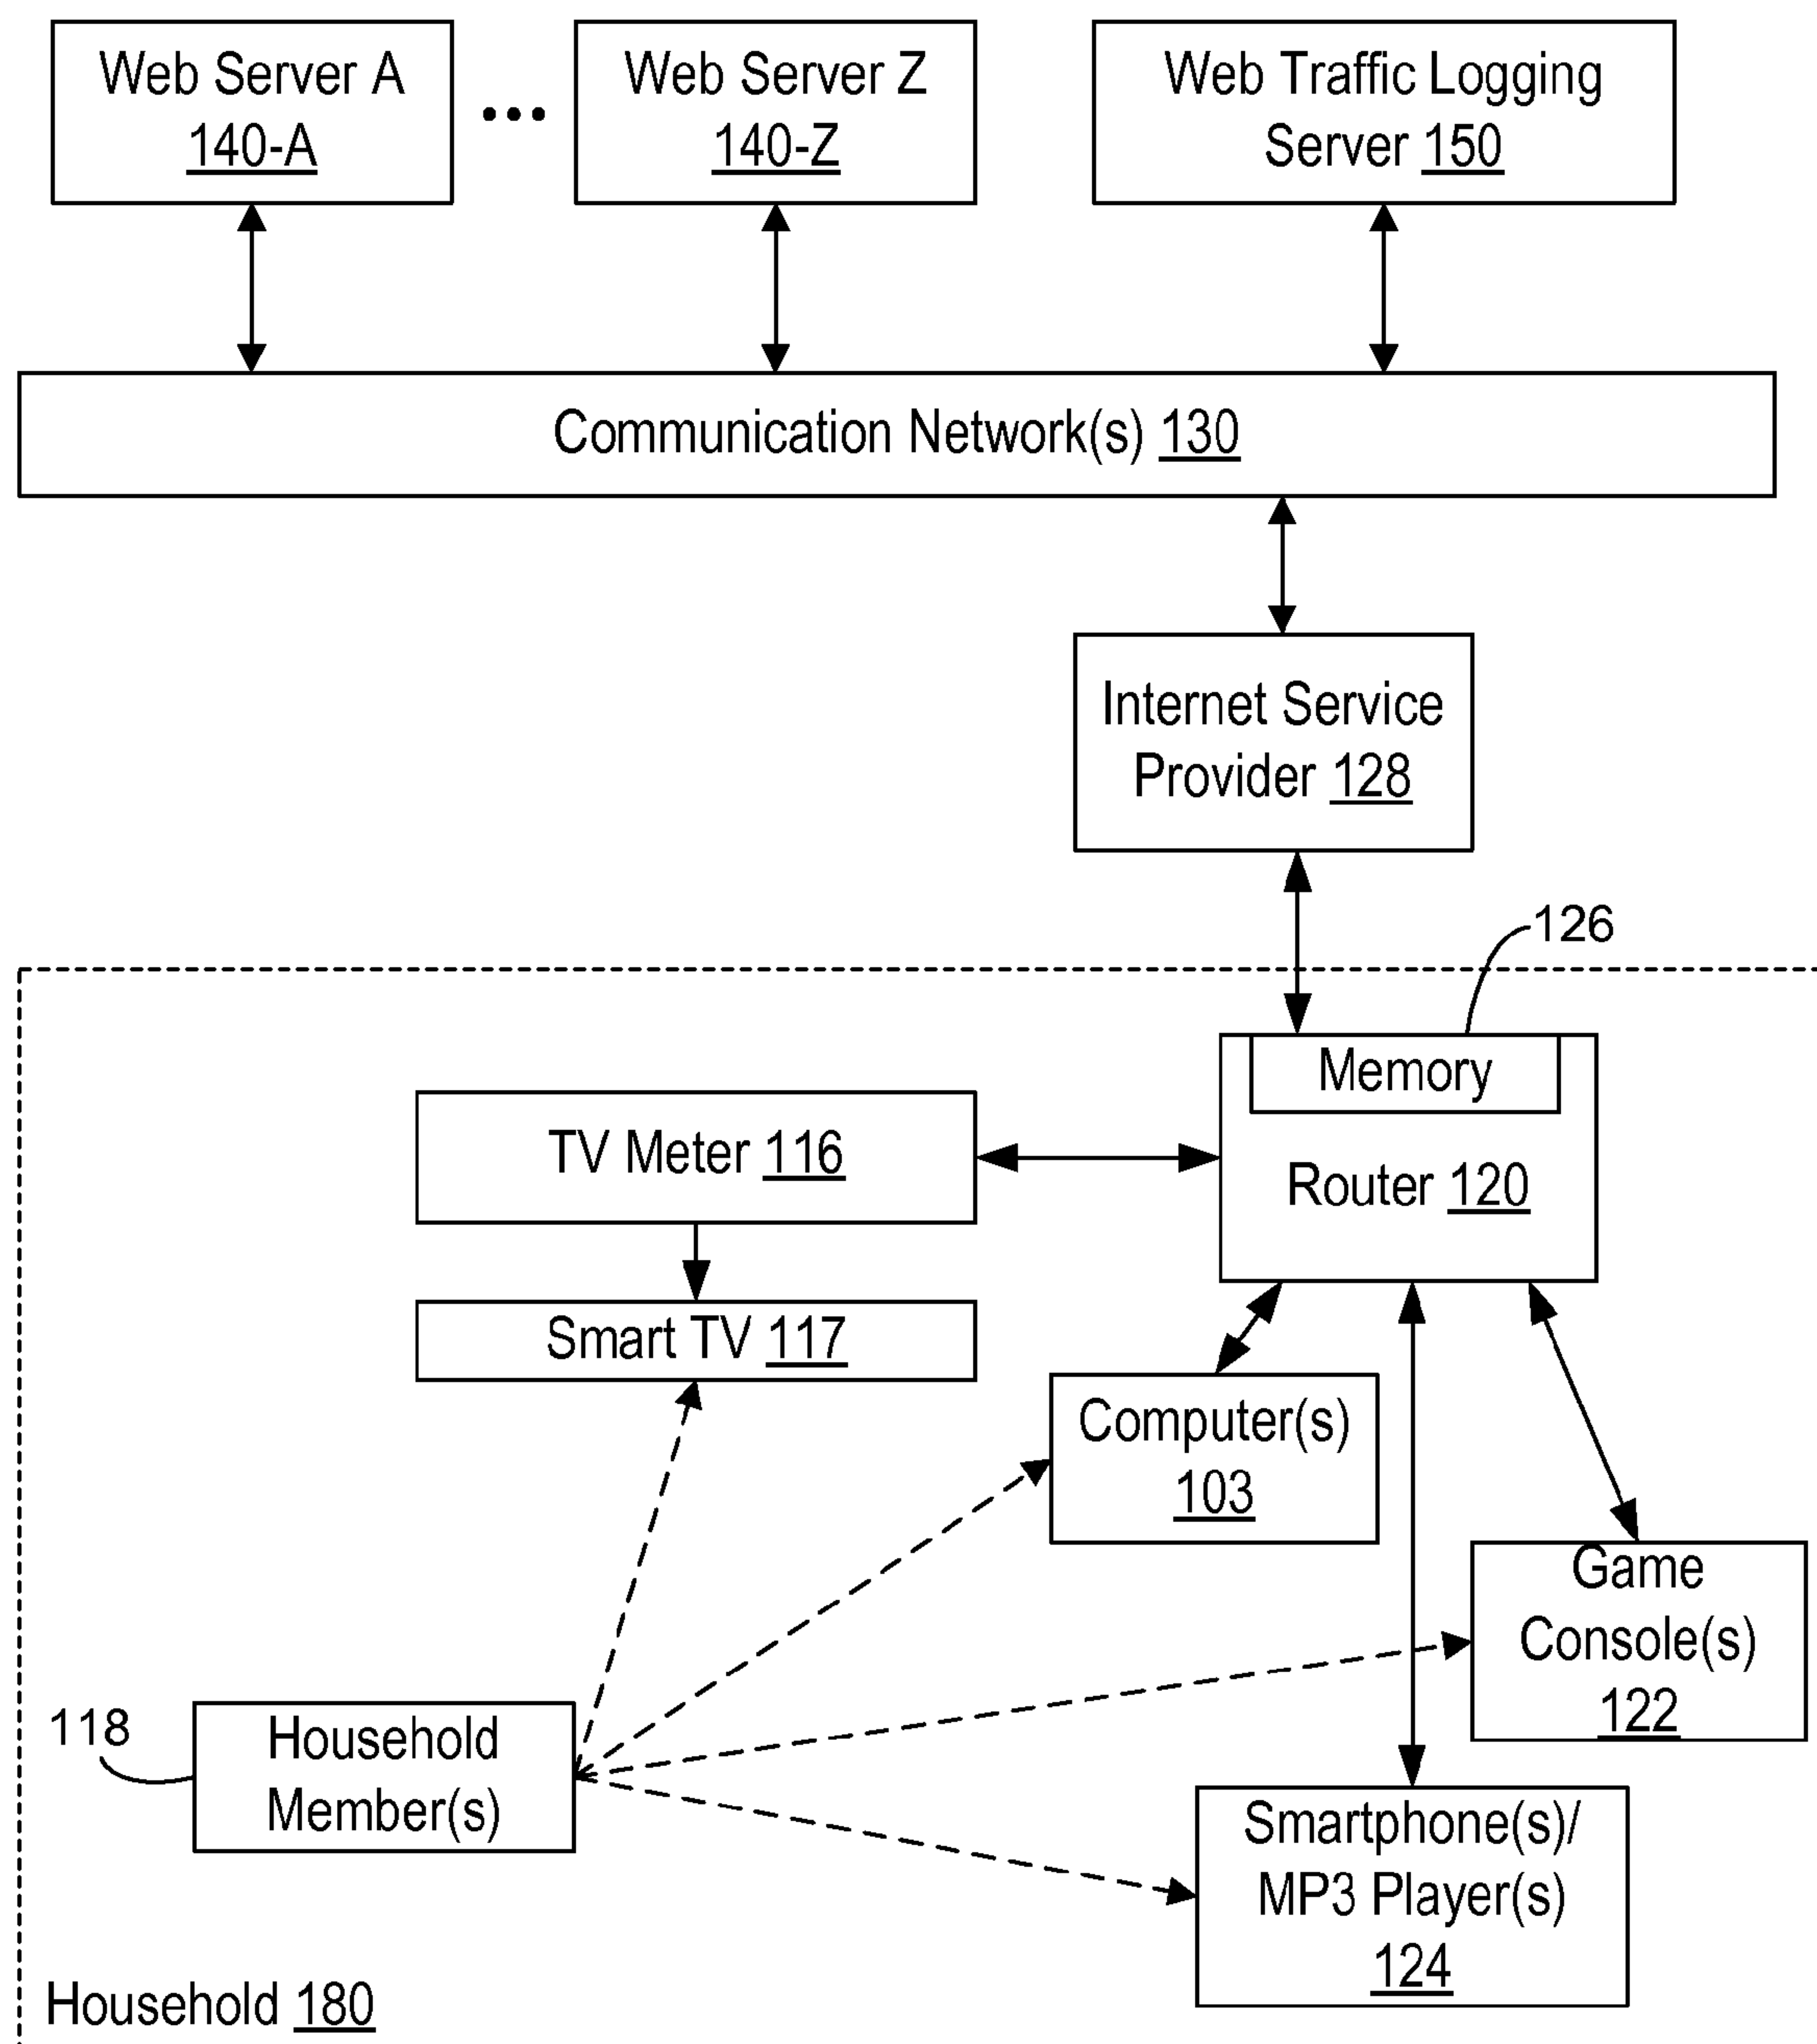 Web Server A
140-A
•••
Web Server Z
140-Z
Web Traffic Logging
Server 150
Communication Network(s) 130
Internet Service
Provider 128
126
Memory
Router 120
TV Meter 116
Smart TV 117
Computer(s)
103
Game
Console(s)
122
118
Household
Member(s)
Smartphone(s)/
MP3 Player(s)
124
Household 180